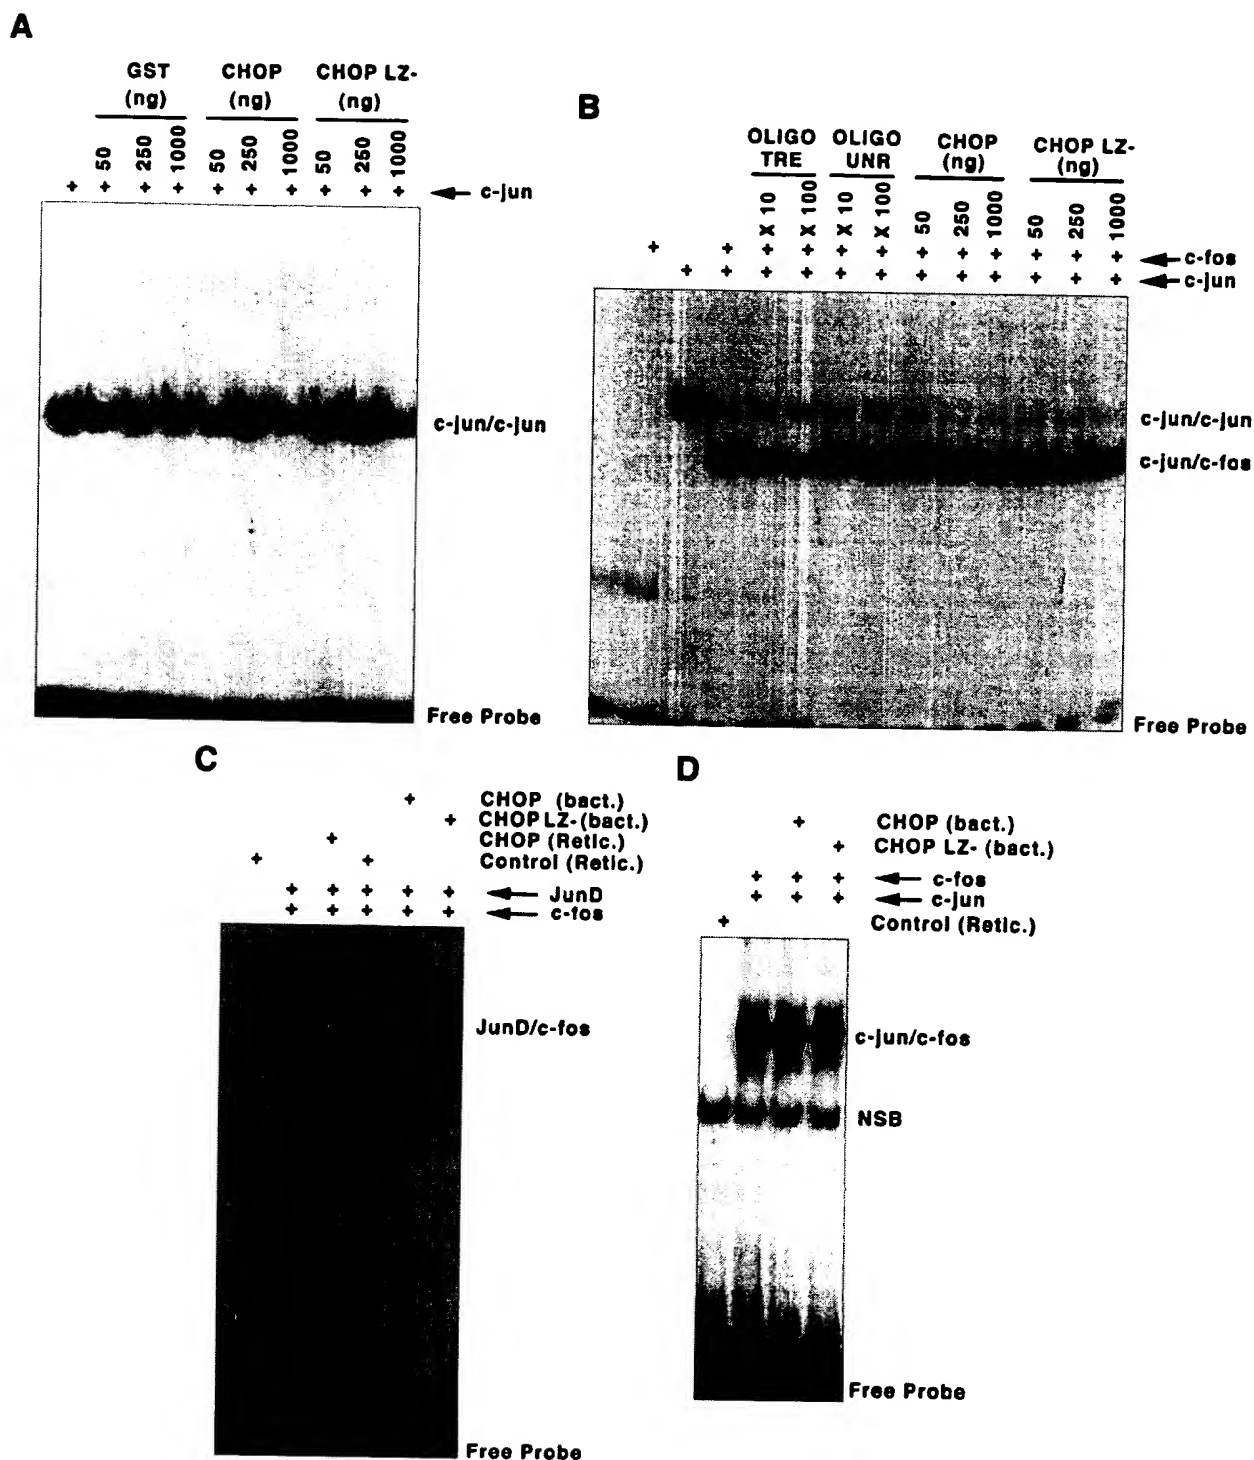 A
GST CHOP CHOP LZ-
(ng) (ng) (ng)
50 250 1000 50 250 1000 50 250 1000
+ + + + + + + + + + c-jun
c-jun/c-jun
Free Probe
B
OLIGO OLIGO CHOP CHOP LZ-
TRE UNR (ng) (ng)
X 10 X 100 X 10 X 100 50 250 1000 50 250 1000
+ + + + + + + + + + + + c-fos
+ + + + + + + + + + + + c-jun
c-jun/c-jun
c-jun/c-fos
Free Probe
C
+ CHOP (bact.)
+ CHOP LZ- (bact.)
+ CHOP (Retic.)
+ + Control (Retic.)
+ + + + + JunD
+ + + + + c-fos
JunD/c-fos
Free Probe
D
+ CHOP (bact.)
+ CHOP LZ- (bact.)
+ + + c-fos
+ + + c-jun
+ Control (Retic.)
c-jun/c-fos
NSB
Free Probe